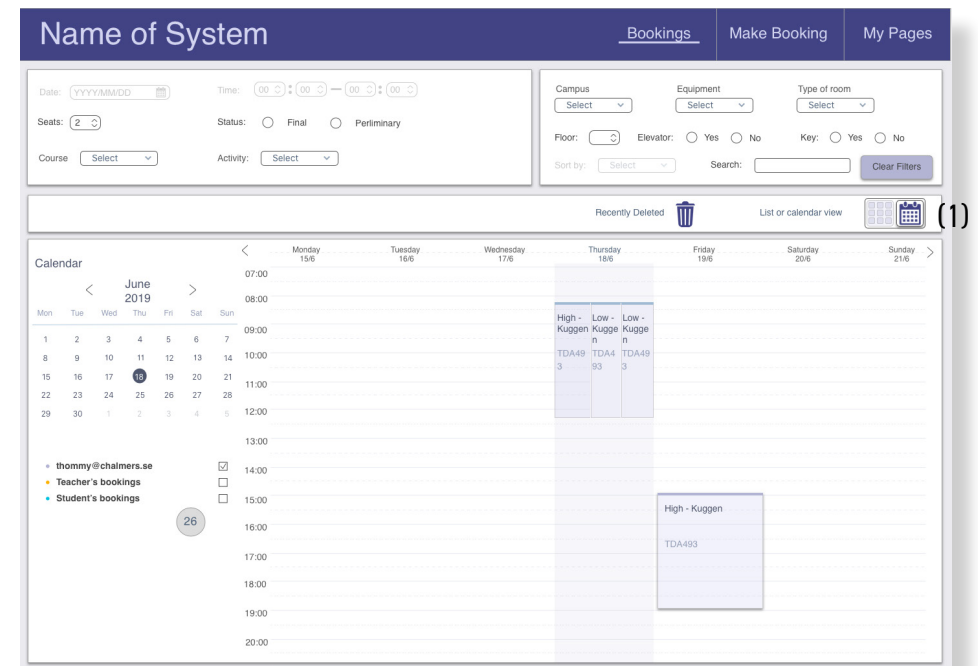 Name of System
Bookings
Make Booking
My Pages
Date: YYYY/MM/DD
Time: 00 : 00 — 00 : 00
Seats: 2
Status: Final Perliminary
Course Select
Activity: Select
Campus
Select
Equipment
Select
Type of room
Select
Floor:
Elevator: Yes No
Key: Yes No
Sort by: Select
Search:
Clear Filters
Recently Deleted
List or calendar view
(1)
Calendar
< June >
2019
Mon Tue Wed Thu Fri Sat Sun
1 2 3 4 5 6 7
8 9 10 11 12 13 14
15 16 17 18 19 20 21
22 23 24 25 26 27 28
29 30 1 2 3 4 5
thommy@chalmers.se
Teacher's bookings
Student's bookings
26
< Monday Tuesday Wednesday Thursday Friday Saturday Sunday >
15/6 16/6 17/6 18/6 19/6 20/6 21/6
07:00
08:00
09:00
10:00
11:00
12:00
13:00
14:00
15:00
16:00
17:00
18:00
19:00
20:00
High -
Kuggen
TDA49
3
Low -
Kugge
n
TDA4
93
Low -
Kugge
n
TDA49
3
High - Kuggen
TDA493